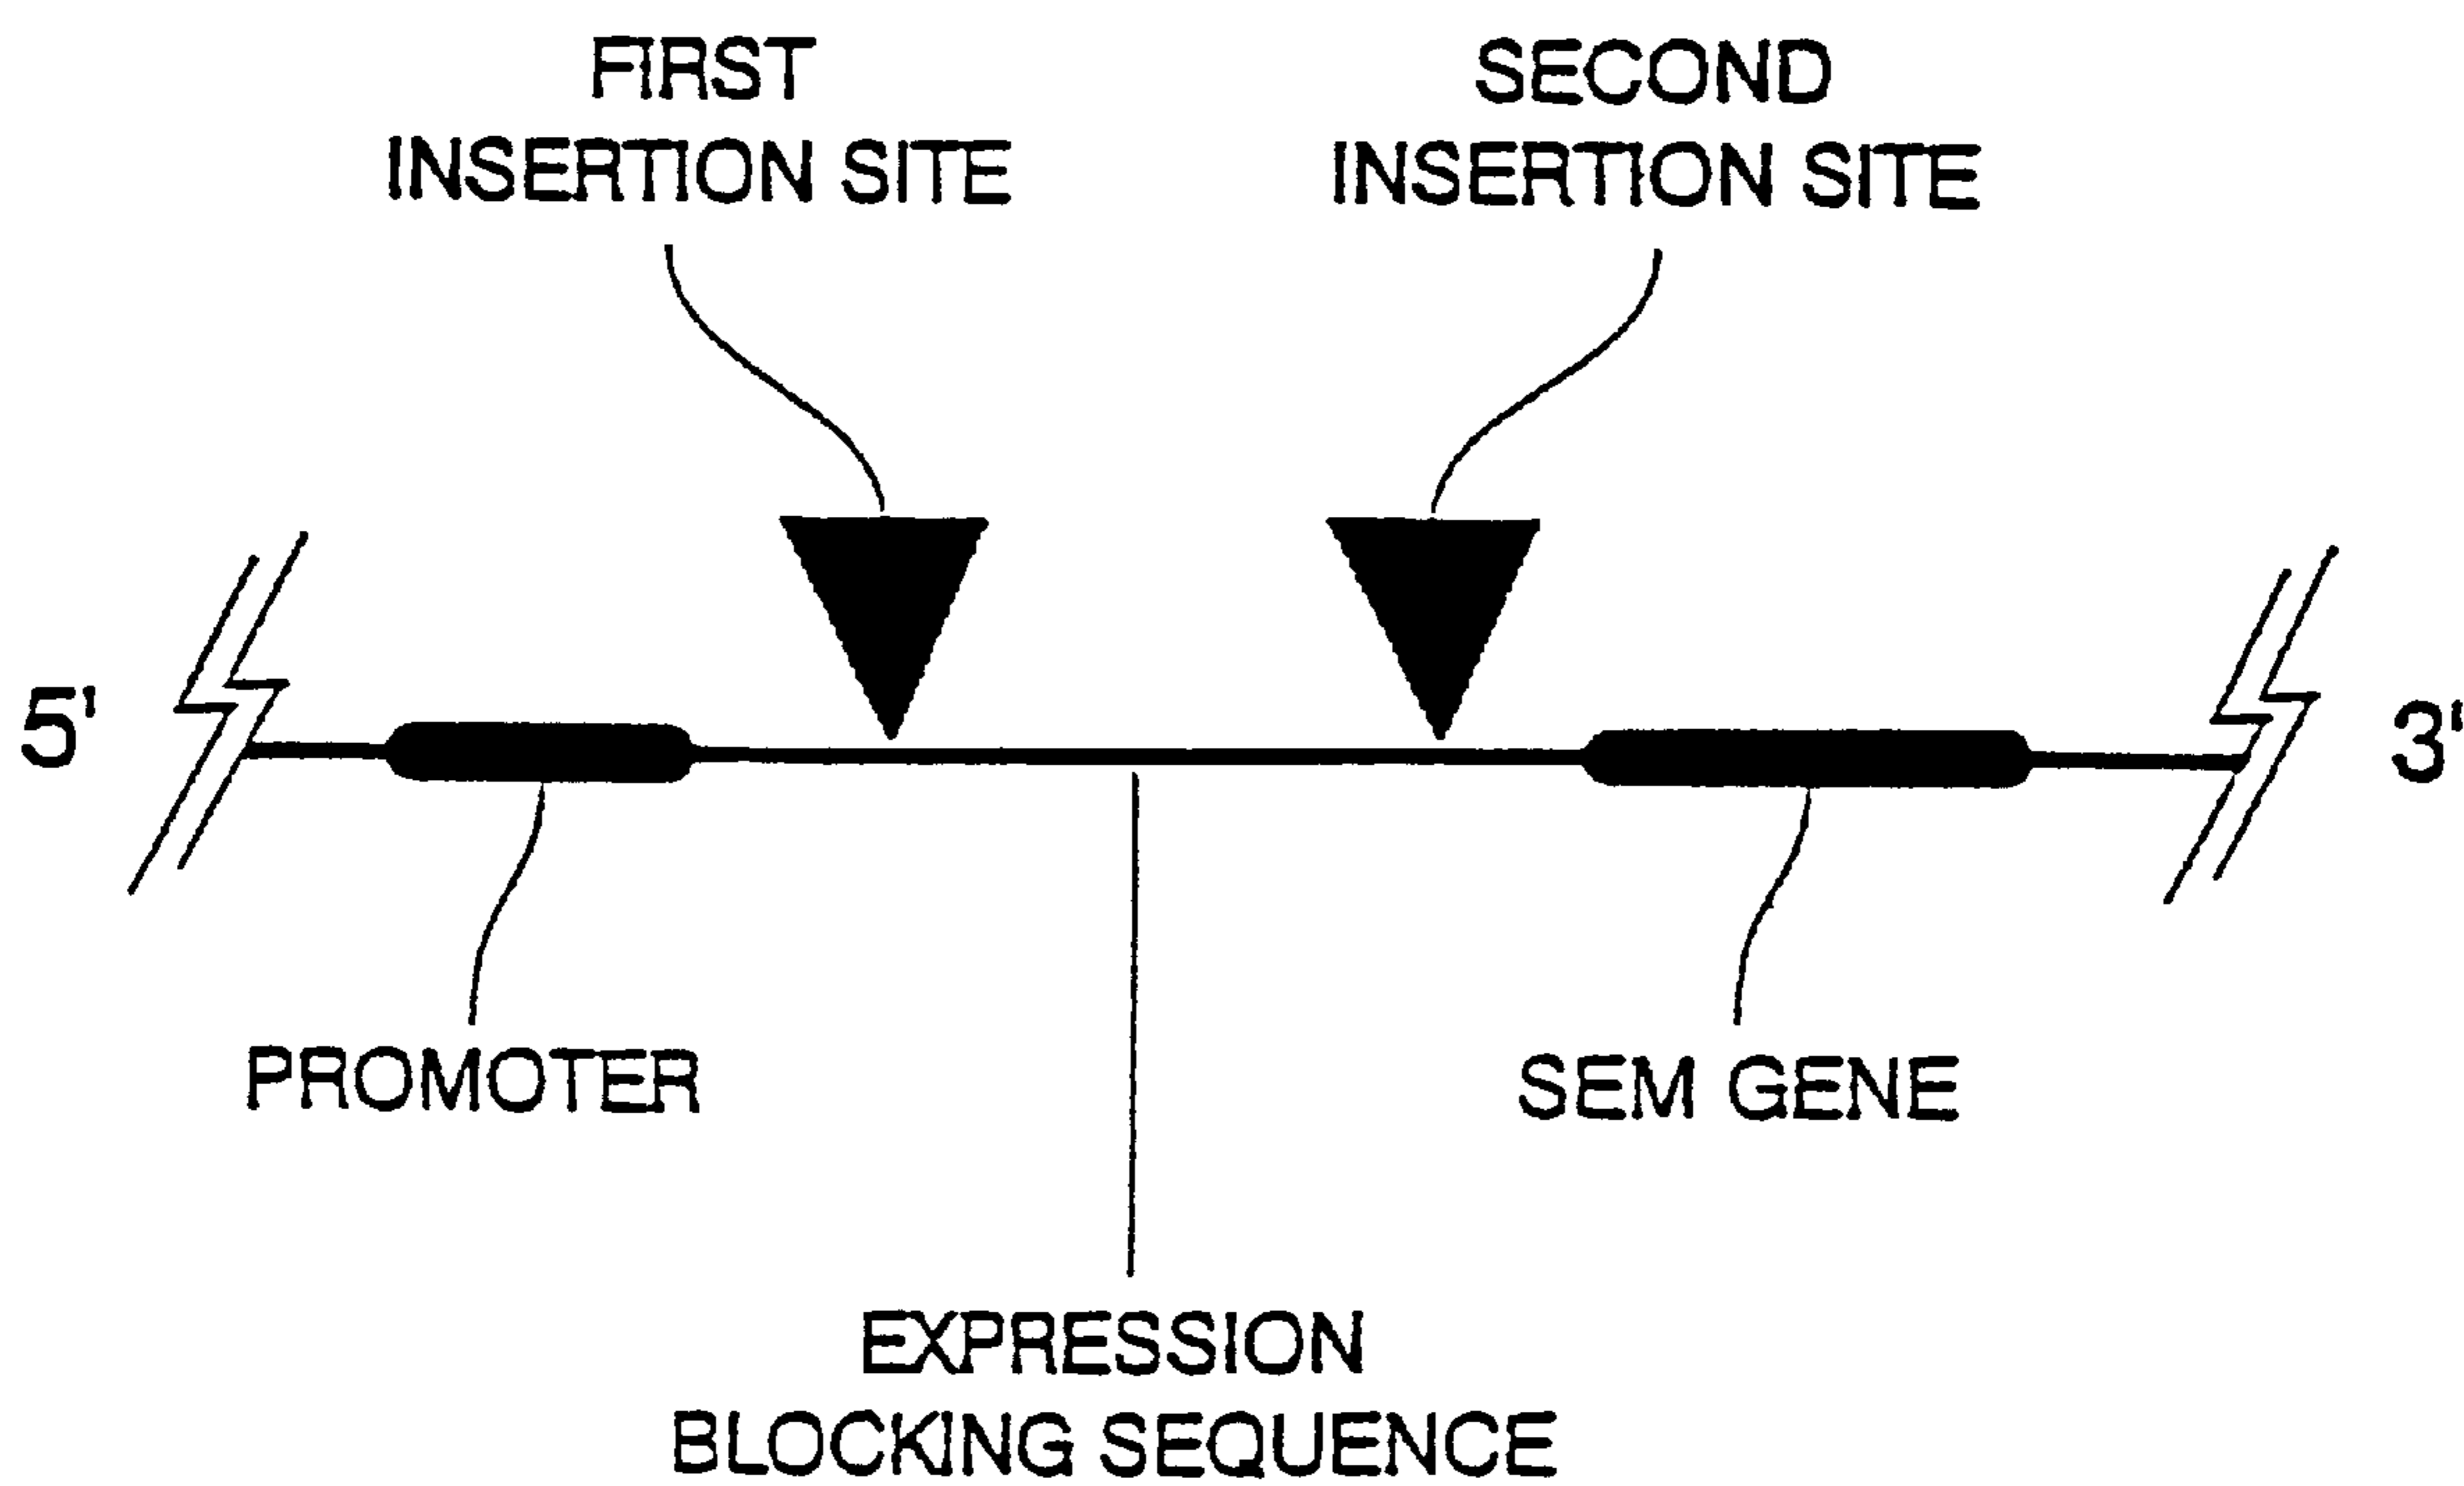 FIRST
INSERTION SITE
SECOND
INSERTION SITE
5'
3'
PROMOTER
SEM GENE
EXPRESSION
BLOCKING SEQUENCE